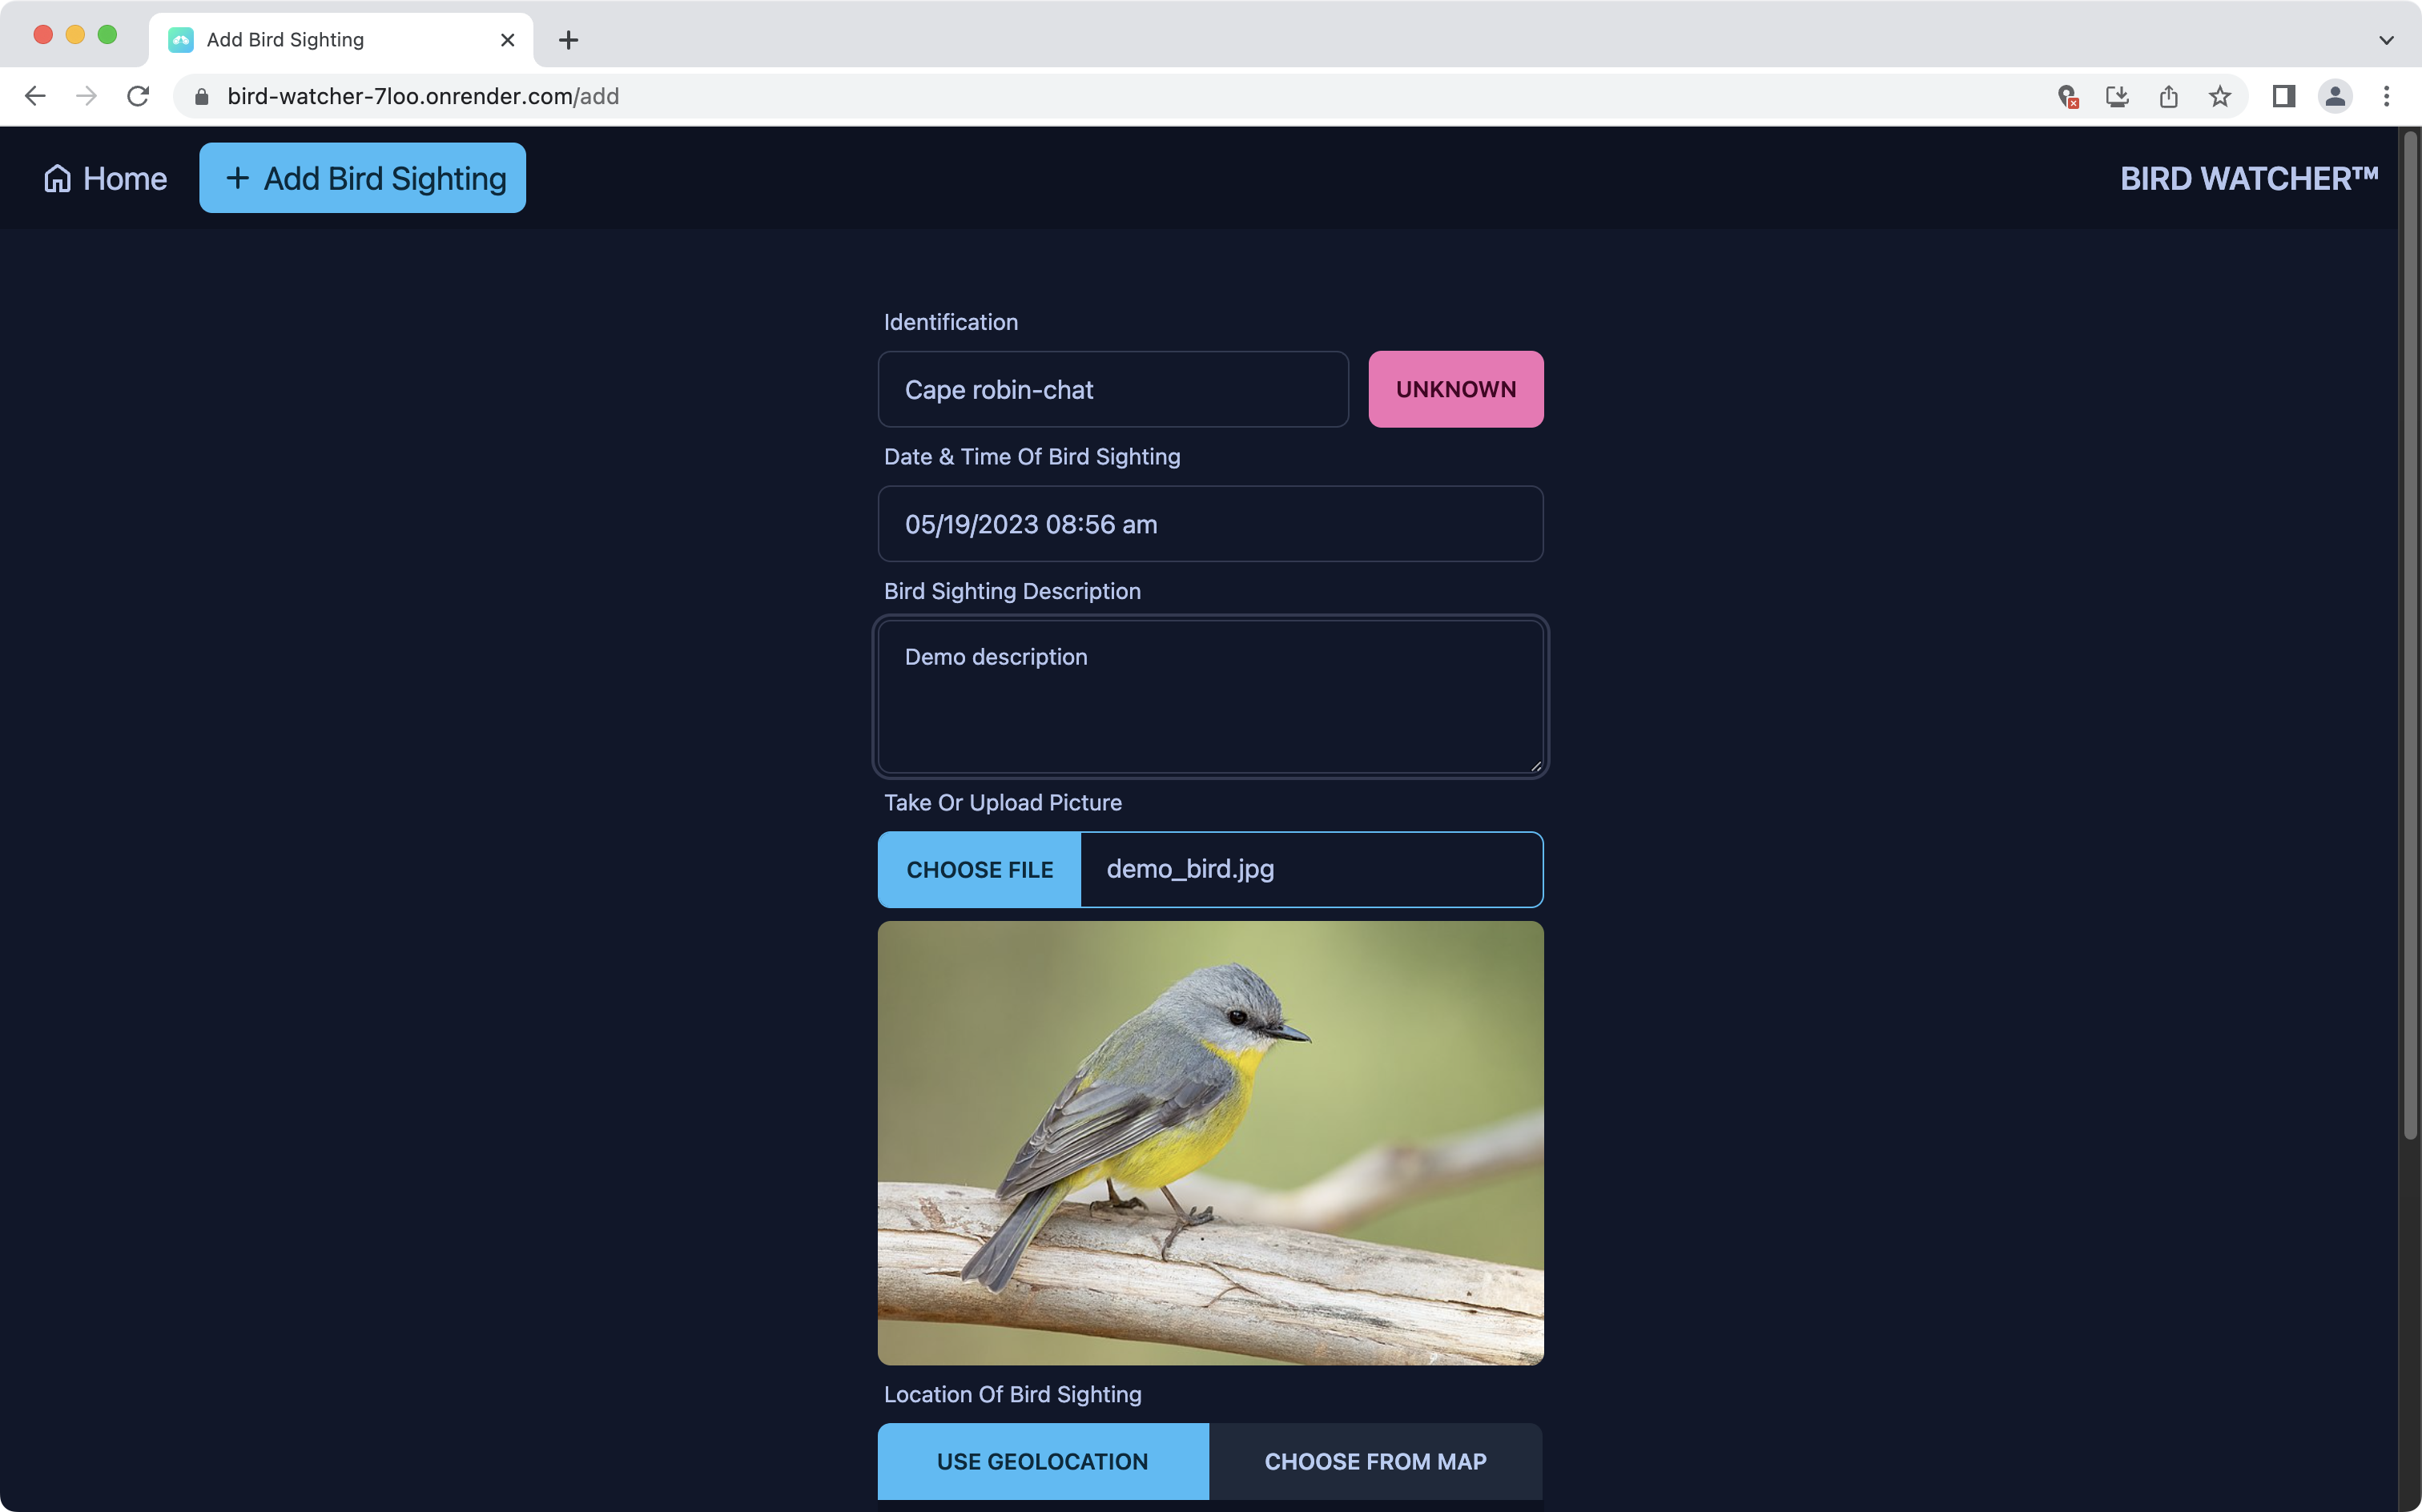 Add Bird Sighting
bird-watcher-7loo.onrender.com/add
Home
+ Add Bird Sighting
BIRD WATCHER™
Identification
Cape robin-chat
UNKNOWN
Date & Time Of Bird Sighting
05/19/2023 08:56 am
Bird Sighting Description
Demo description
Take Or Upload Picture
CHOOSE FILE
demo_bird.jpg
Location Of Bird Sighting
USE GEOLOCATION
CHOOSE FROM MAP